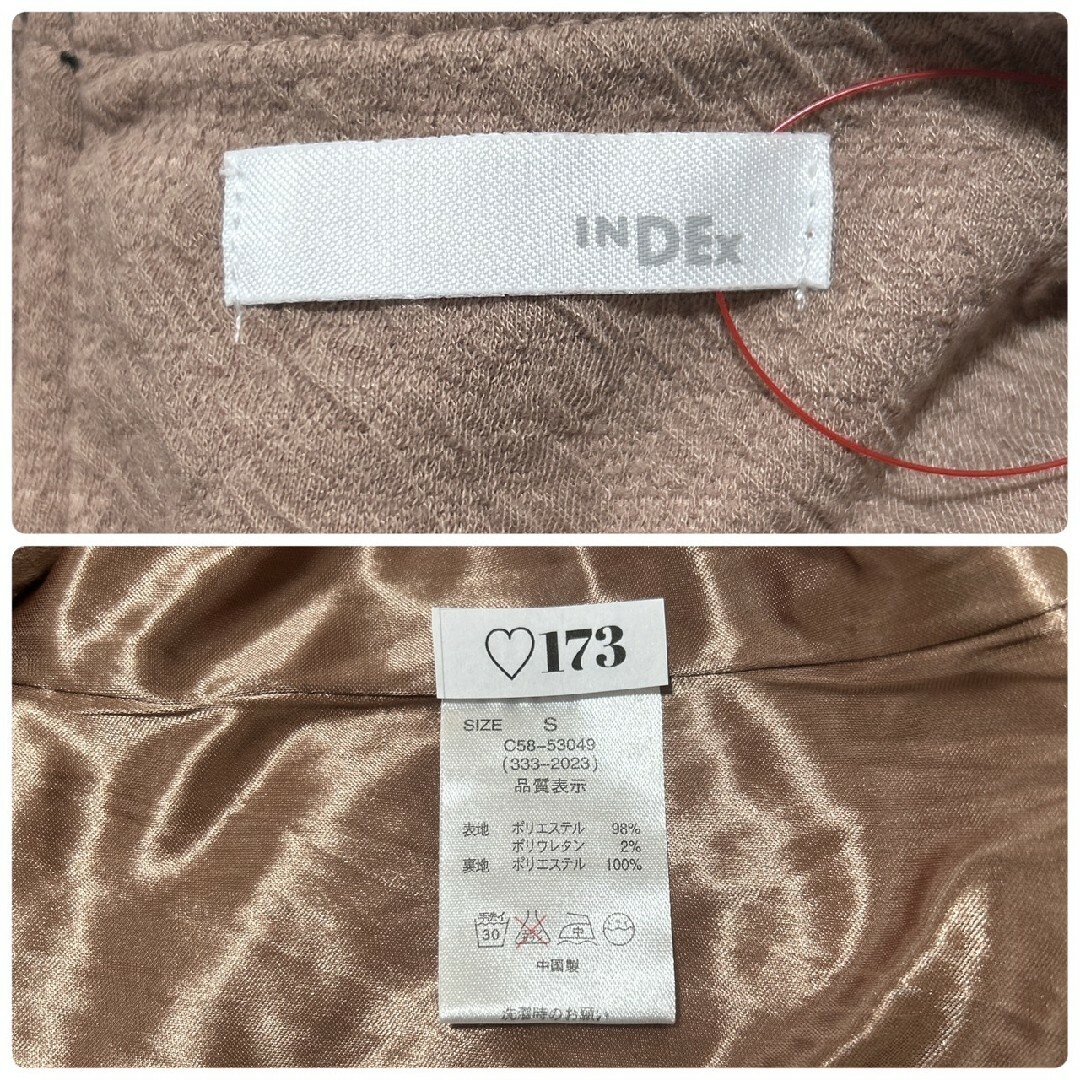 INDEX
♡173
SIZE S
C58-53049
(333-2023)
品質表示
表地 ポリエステル 98%
ポリウレタン 2%
裏地 ポリエステル 100%
30 中
中国製
洗濯時のお願い